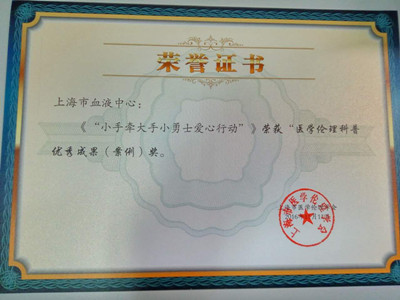 荣誉证书
上海市血液中心:
《“小手牵大手小勇士爱心行动”》荣获“医学伦理科普
优秀成果(案例)奖。